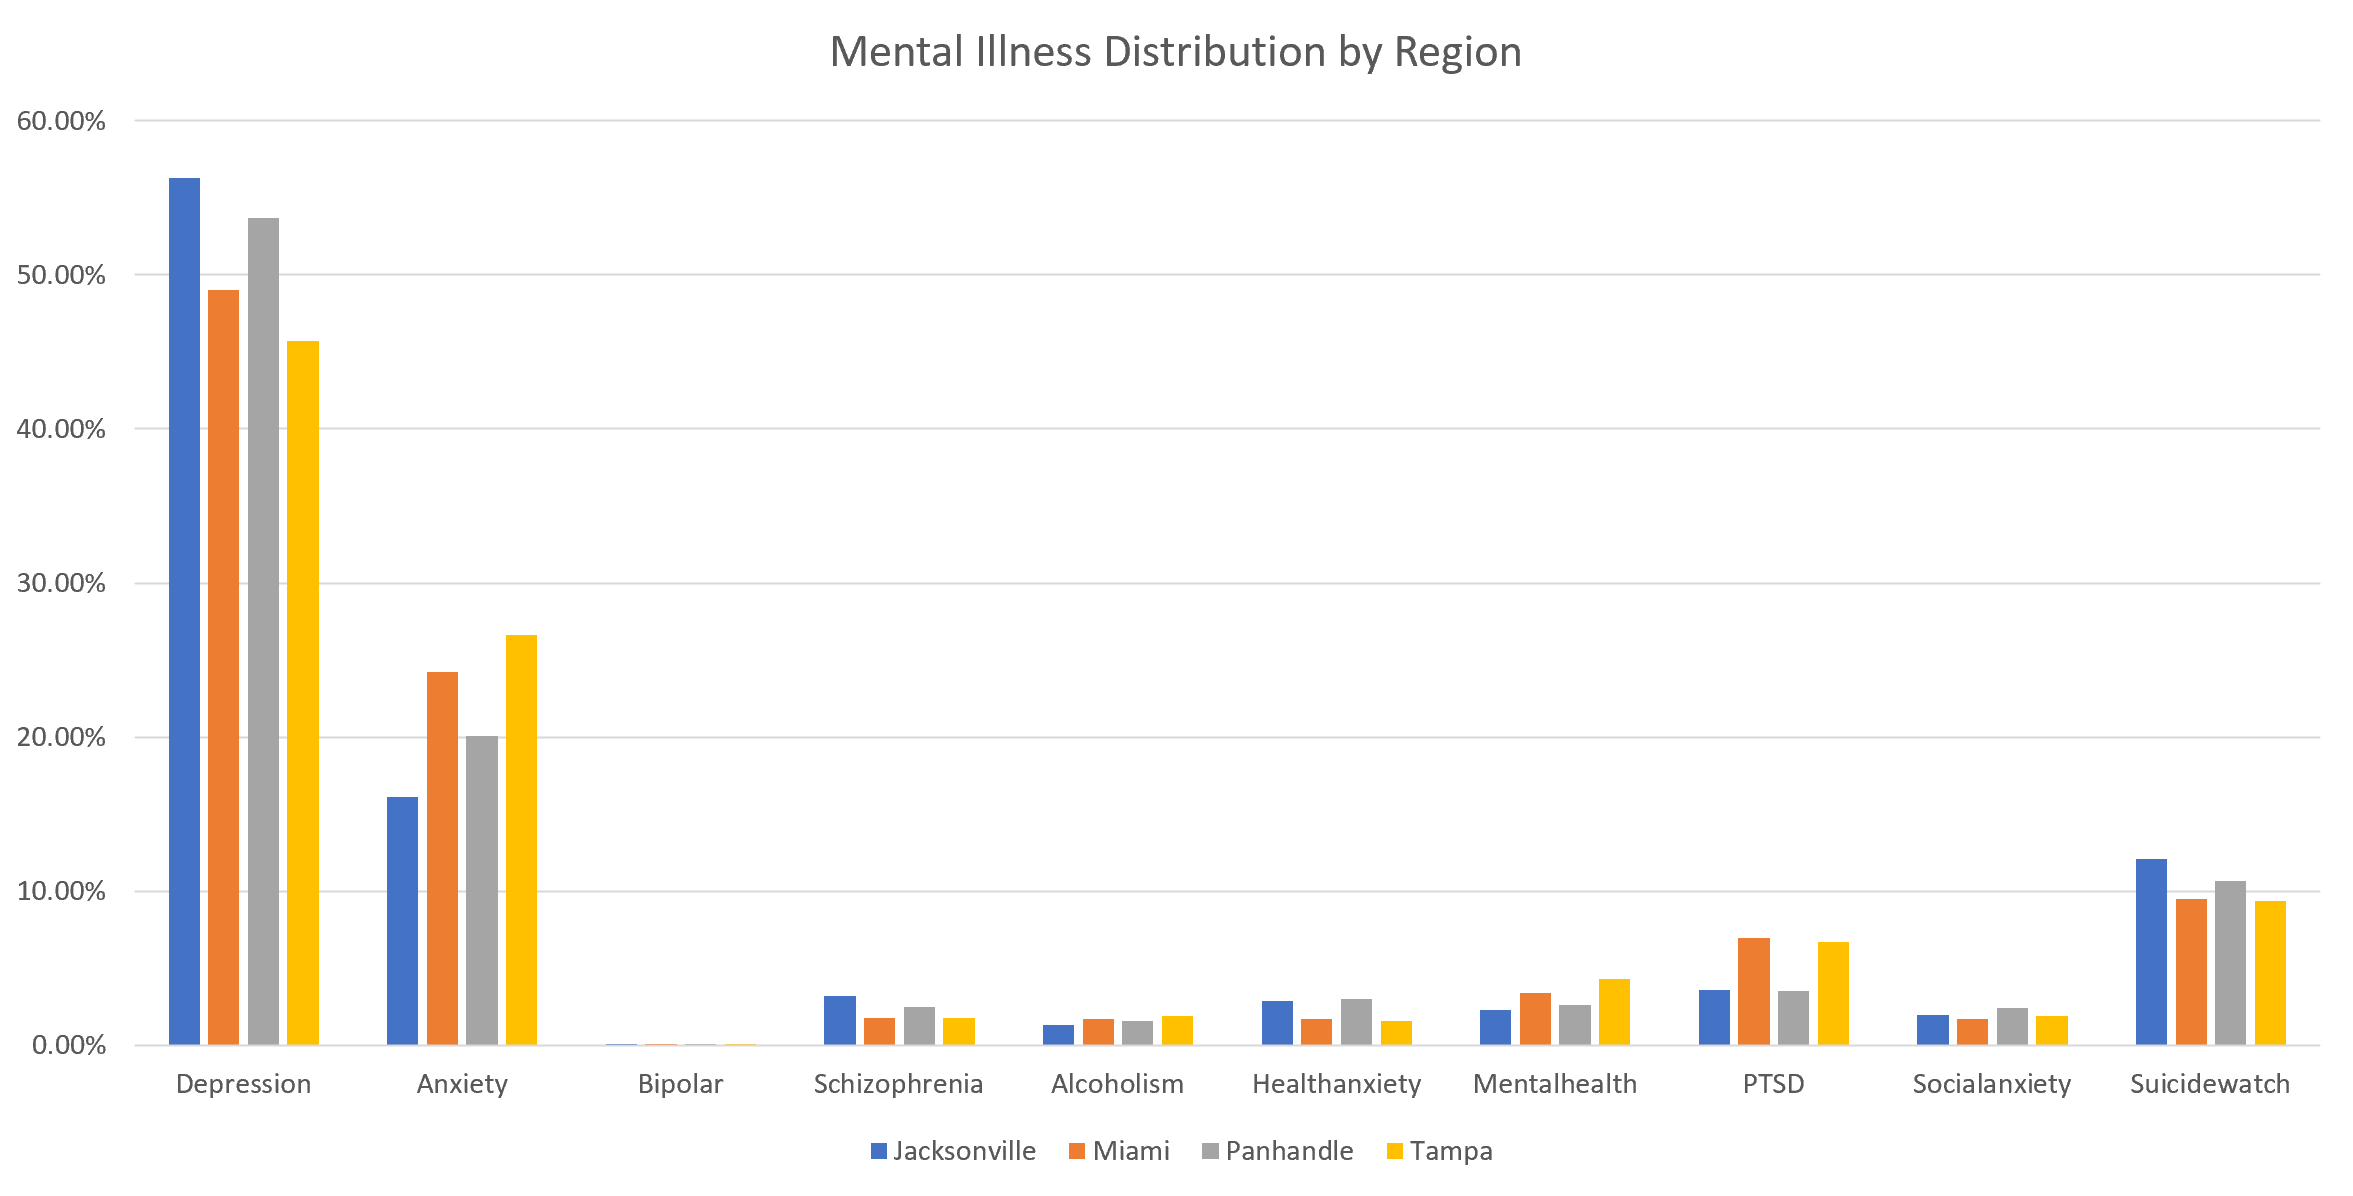 Mental Illness Distribution by Region
60.00%
50.00%
40.00%
30.00%
20.00%
10.00%
0.00%
Depression Anxiety Bipolar Schizophrenia Alcoholism Healthanxiety Mentalhealth PTSD Socialanxiety Suicidewatch
Jacksonville Miami Panhandle Tampa